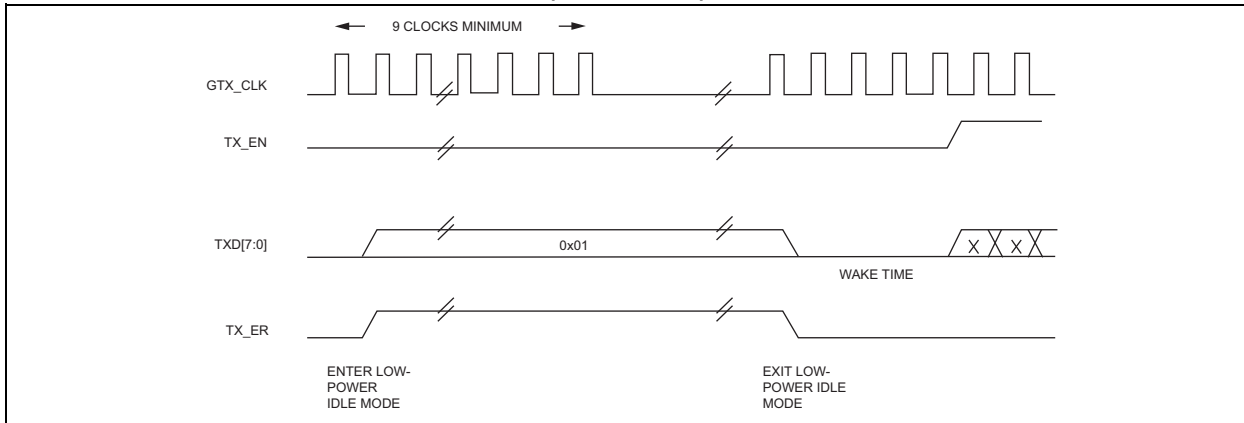 9 CLOCKS MINIMUM
GTX_CLK
TX_EN
TXD[7:0]
0x01
X X
WAKE TIME
TX_ER
ENTER LOW-
POWER
IDLE MODE
EXIT LOW-
POWER IDLE
MODE